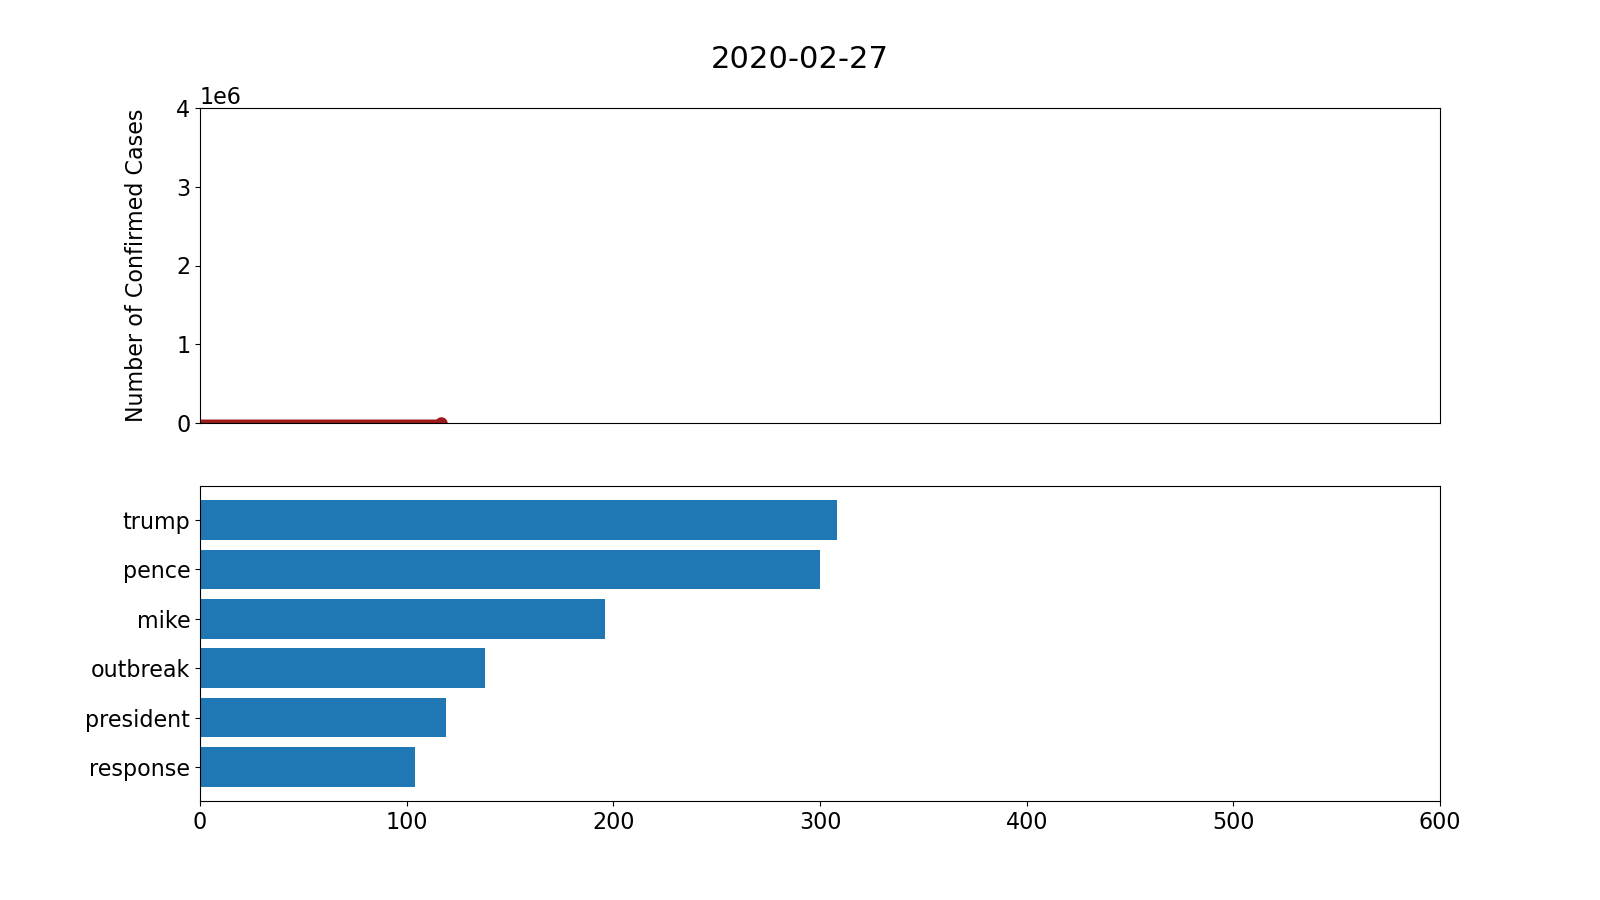 2020-02-27
1e6
4
3
2
1
0
Number of Confirmed Cases
trump
pence
mike
outbreak
president
response
0 100 200 300 400 500 600